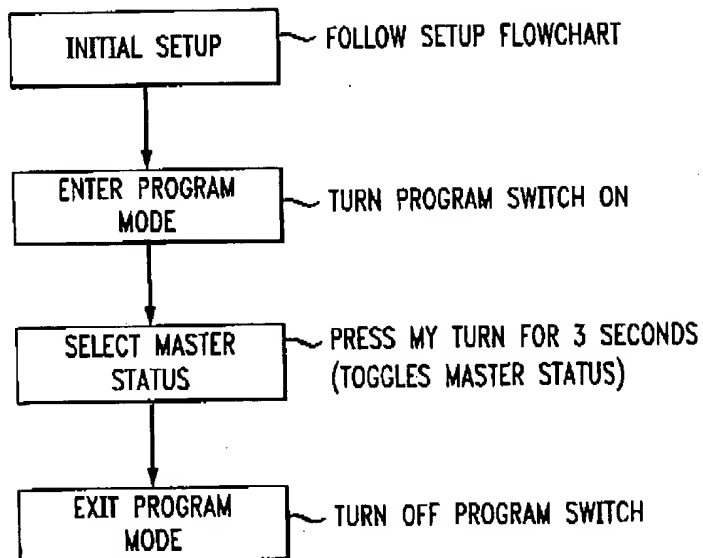 INITIAL SETUP
FOLLOW SETUP FLOWCHART
ENTER PROGRAM
MODE
TURN PROGRAM SWITCH ON
SELECT MASTER
STATUS
PRESS MY TURN FOR 3 SECONDS
(TOGGLES MASTER STATUS)
EXIT PROGRAM
MODE
TURN OFF PROGRAM SWITCH